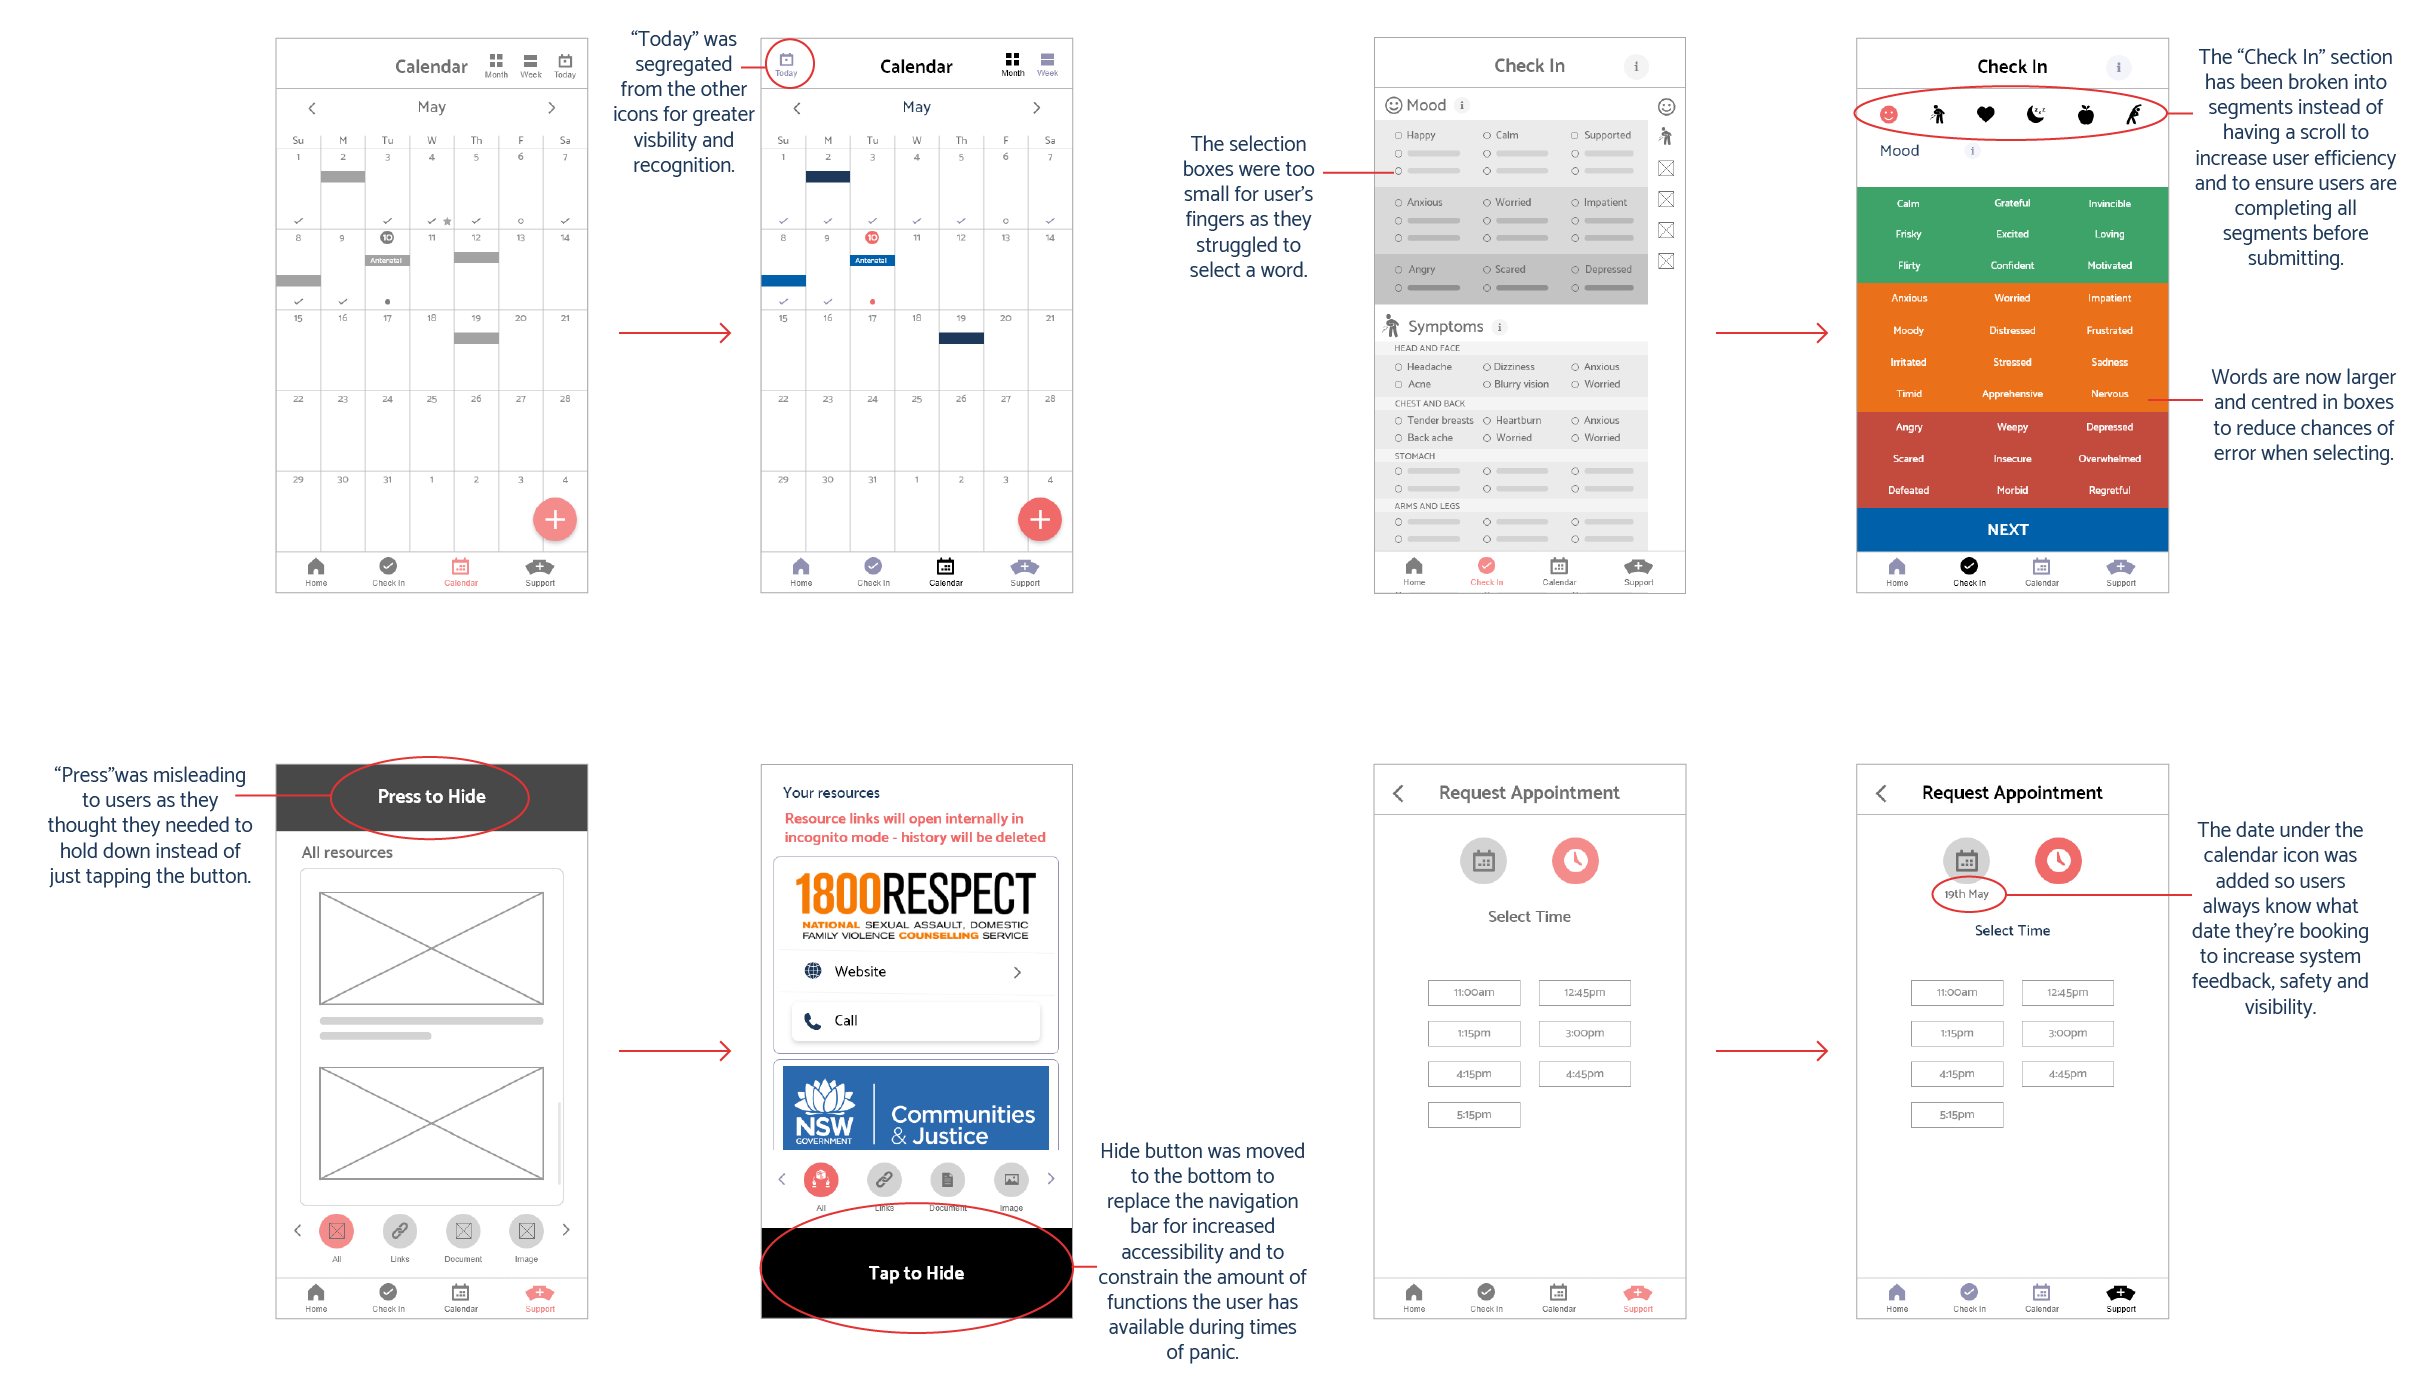 "Today" was
segregated
from the other
icons for greater
visbility and
recognition.
Calendar
Month Week Today
May
Su M Tu W Th F Sa
1 2 3 4 5 6 7
8 9 10 11 12 13 14
Antenatal
15 16 17 18 19 20 21
22 23 24 25 26 27 28
29 30 31 1 2 3 4
Home Check In Calendar Support
Today
Calendar
Month Week
May
Su M Tu W Th F Sa
1 2 3 4 5 6 7
8 9 10 11 12 13 14
Antenatal
15 16 17 18 19 20 21
22 23 24 25 26 27 28
29 30 31 1 2 3 4
Home Check In Calendar Support
The selection
boxes were too
small for user's
fingers as they
struggled to
select a word.
Check In i
Mood i
Happy Calm Supported
Anxious Worried Impatient
Angry Scared Depressed
Symptoms i
HEAD AND FACE
Headache Dizziness Anxious
Acne Blurry vision Worried
CHEST AND BACK
Tender breasts Heartburn Anxious
Back ache Worried Worried
STOMACH
ARMS AND LEGS
Home Check In Calendar Support
Check In i
Mood i
Calm Grateful Invincible
Frisky Excited Loving
Flirty Confident Motivated
Anxious Worried Impatient
Moody Distressed Frustrated
Irritated Stressed Sadness
Timid Apprehensive Nervous
Angry Weepy Depressed
Scared Insecure Overwhelmed
Defeated Morbid Regretful
NEXT
Home Check In Calendar Support
The "Check In" section
has been broken into
segments instead of
having a scroll to
increase user efficiency
and to ensure users are
completing all
segments before
submitting.
Words are now larger
and centred in boxes
to reduce chances of
error when selecting.
"Press"was misleading
to users as they
thought they needed to
hold down instead of
just tapping the button.
Press to Hide
All resources
All Links Document Image
Home Check In Calendar Support
Your resources
Resource links will open internally in
incognito mode - history will be deleted
1800RESPECT
NATIONAL SEXUAL ASSAULT, DOMESTIC
FAMILY VIOLENCE COUNSELLING SERVICE
Website
Call
NSW
GOVERNMENT
Communities
& Justice
All Links Document Image
Tap to Hide
Hide button was moved
to the bottom to
replace the navigation
bar for increased
accessibility and to
constrain the amount of
functions the user has
available during times
of panic.
Request Appointment
Select Time
11:00am 12:45pm
1:15pm 3:00pm
4:15pm 4:45pm
5:15pm
Home Check In Calendar Support
Request Appointment
19th May
Select Time
11:00am 12:45pm
1:15pm 3:00pm
4:15pm 4:45pm
5:15pm
Home Check In Calendar Support
The date under the
calendar icon was
added so users
always know what
date they're booking
to increase system
feedback, safety and
visibility.